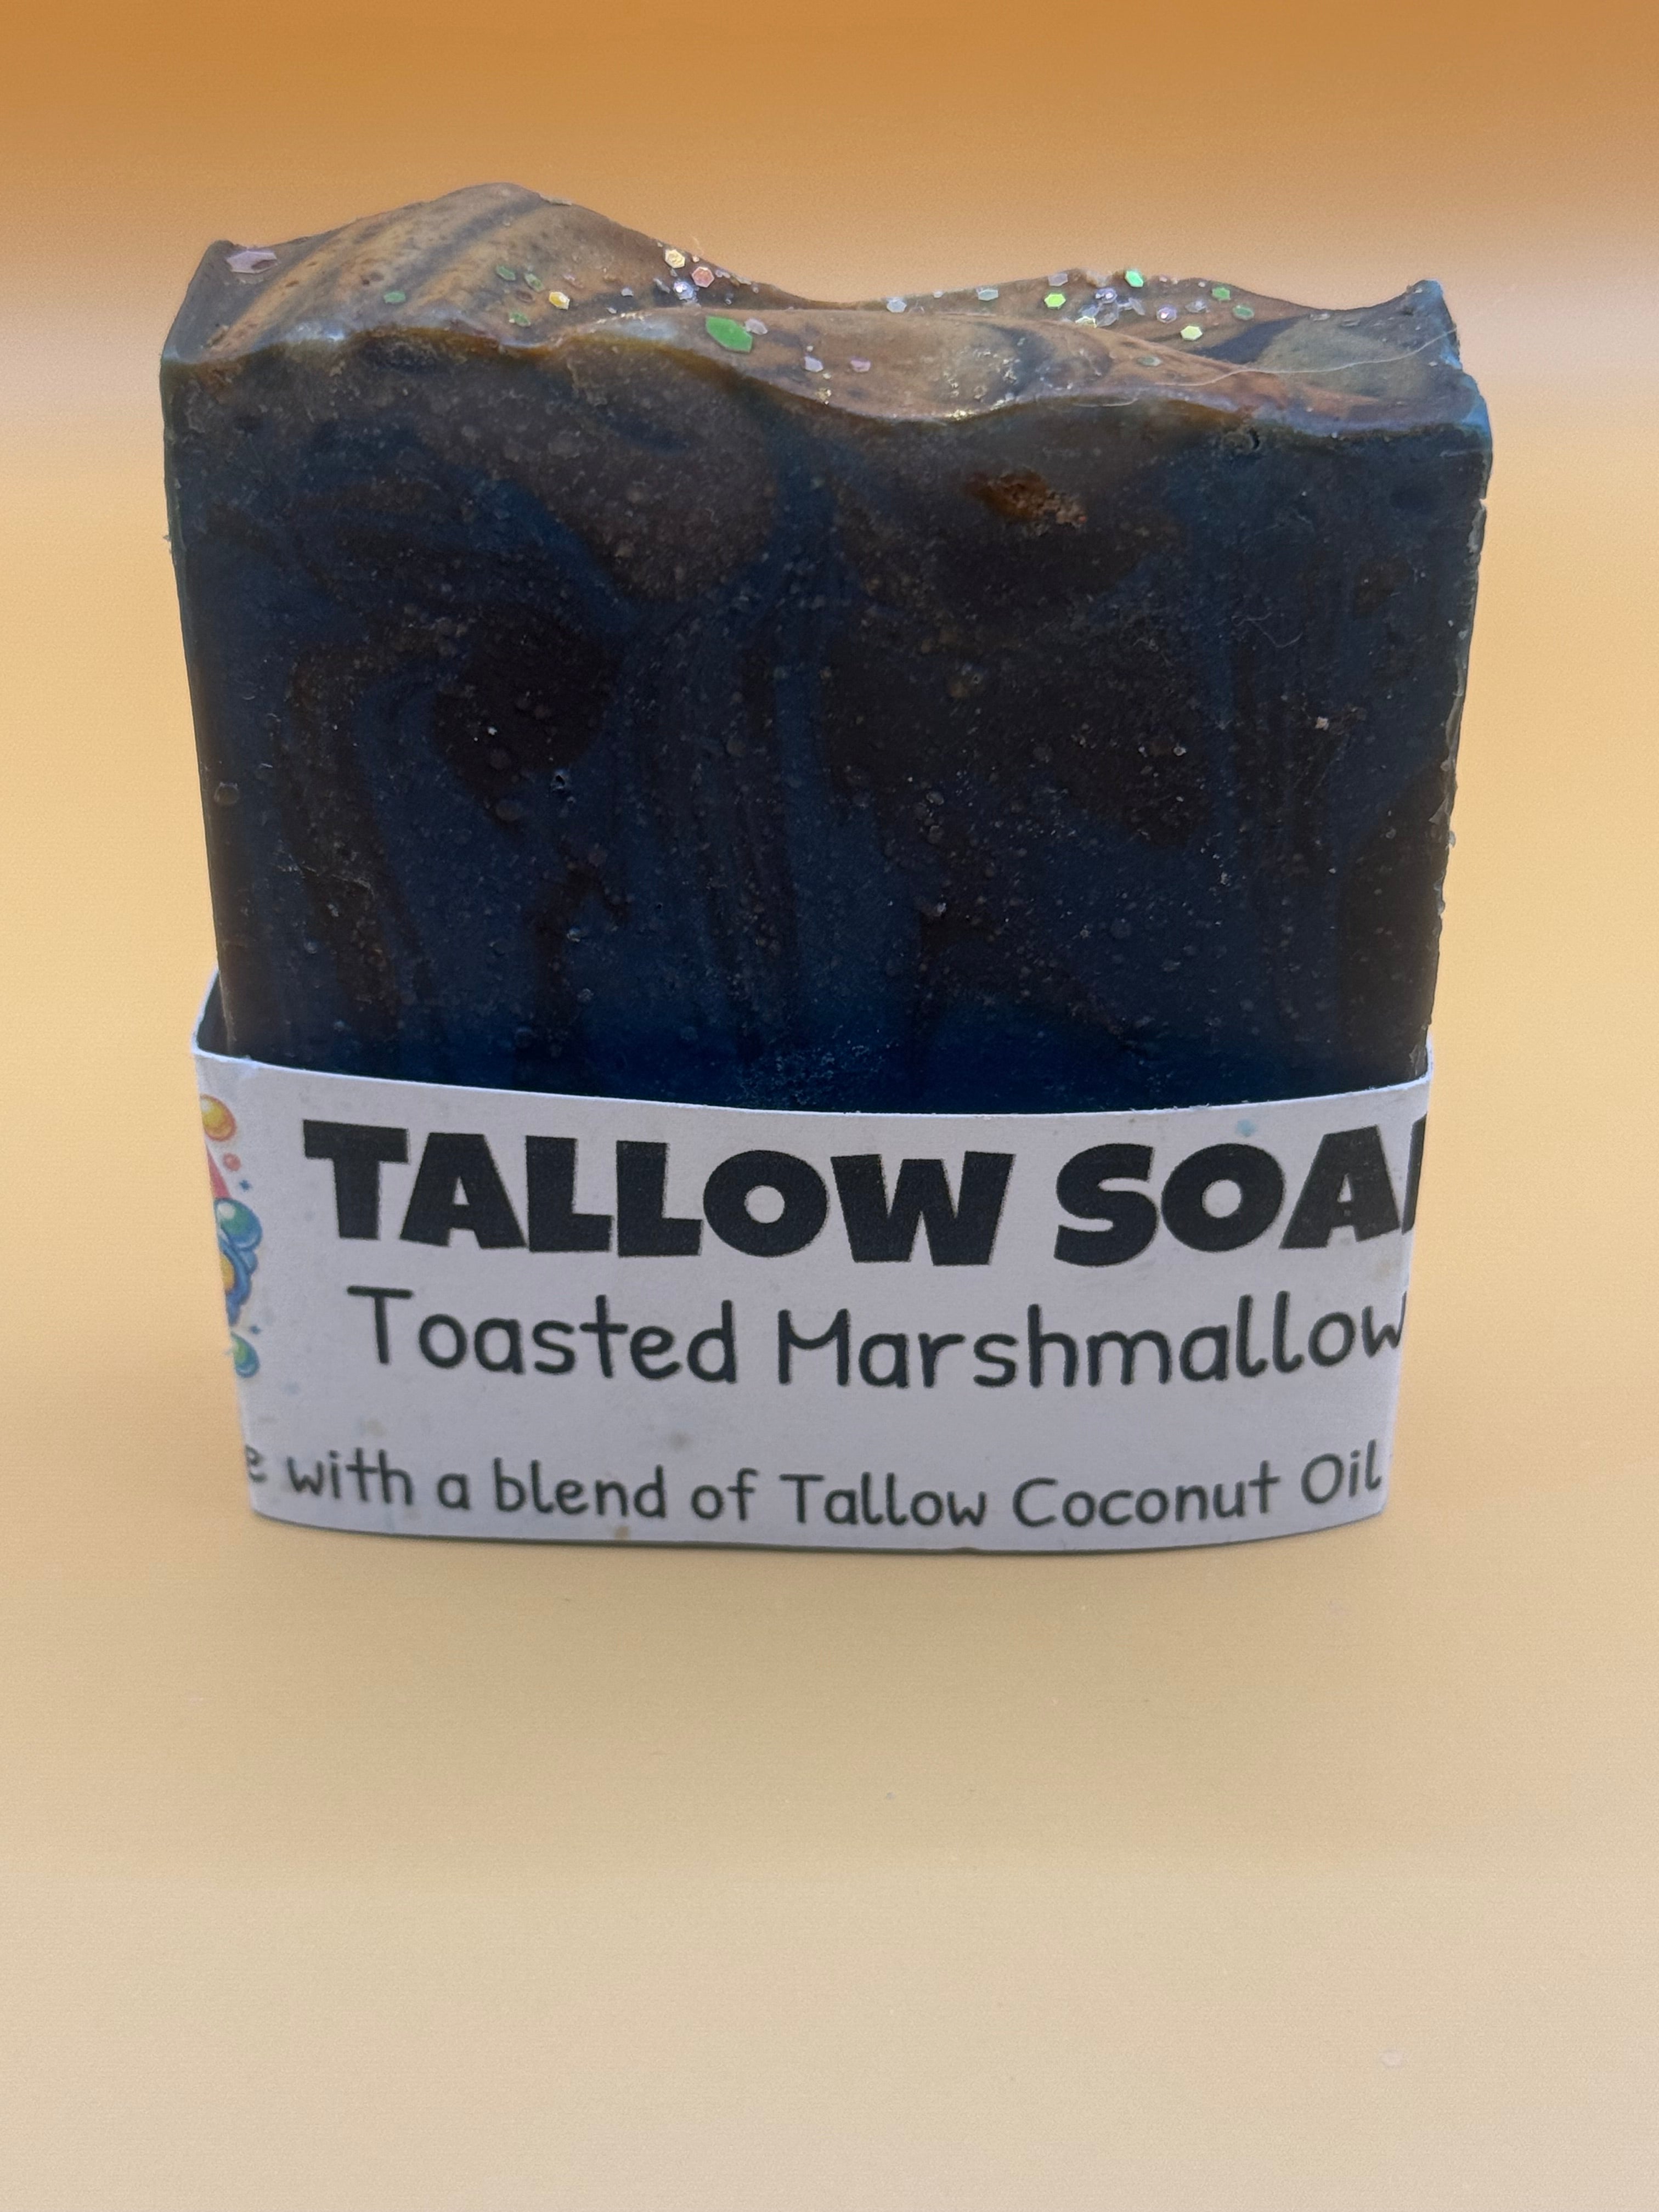 TALLOW SOA
Toasted Marshmallow
with a blend of Tallow Coconut Oil